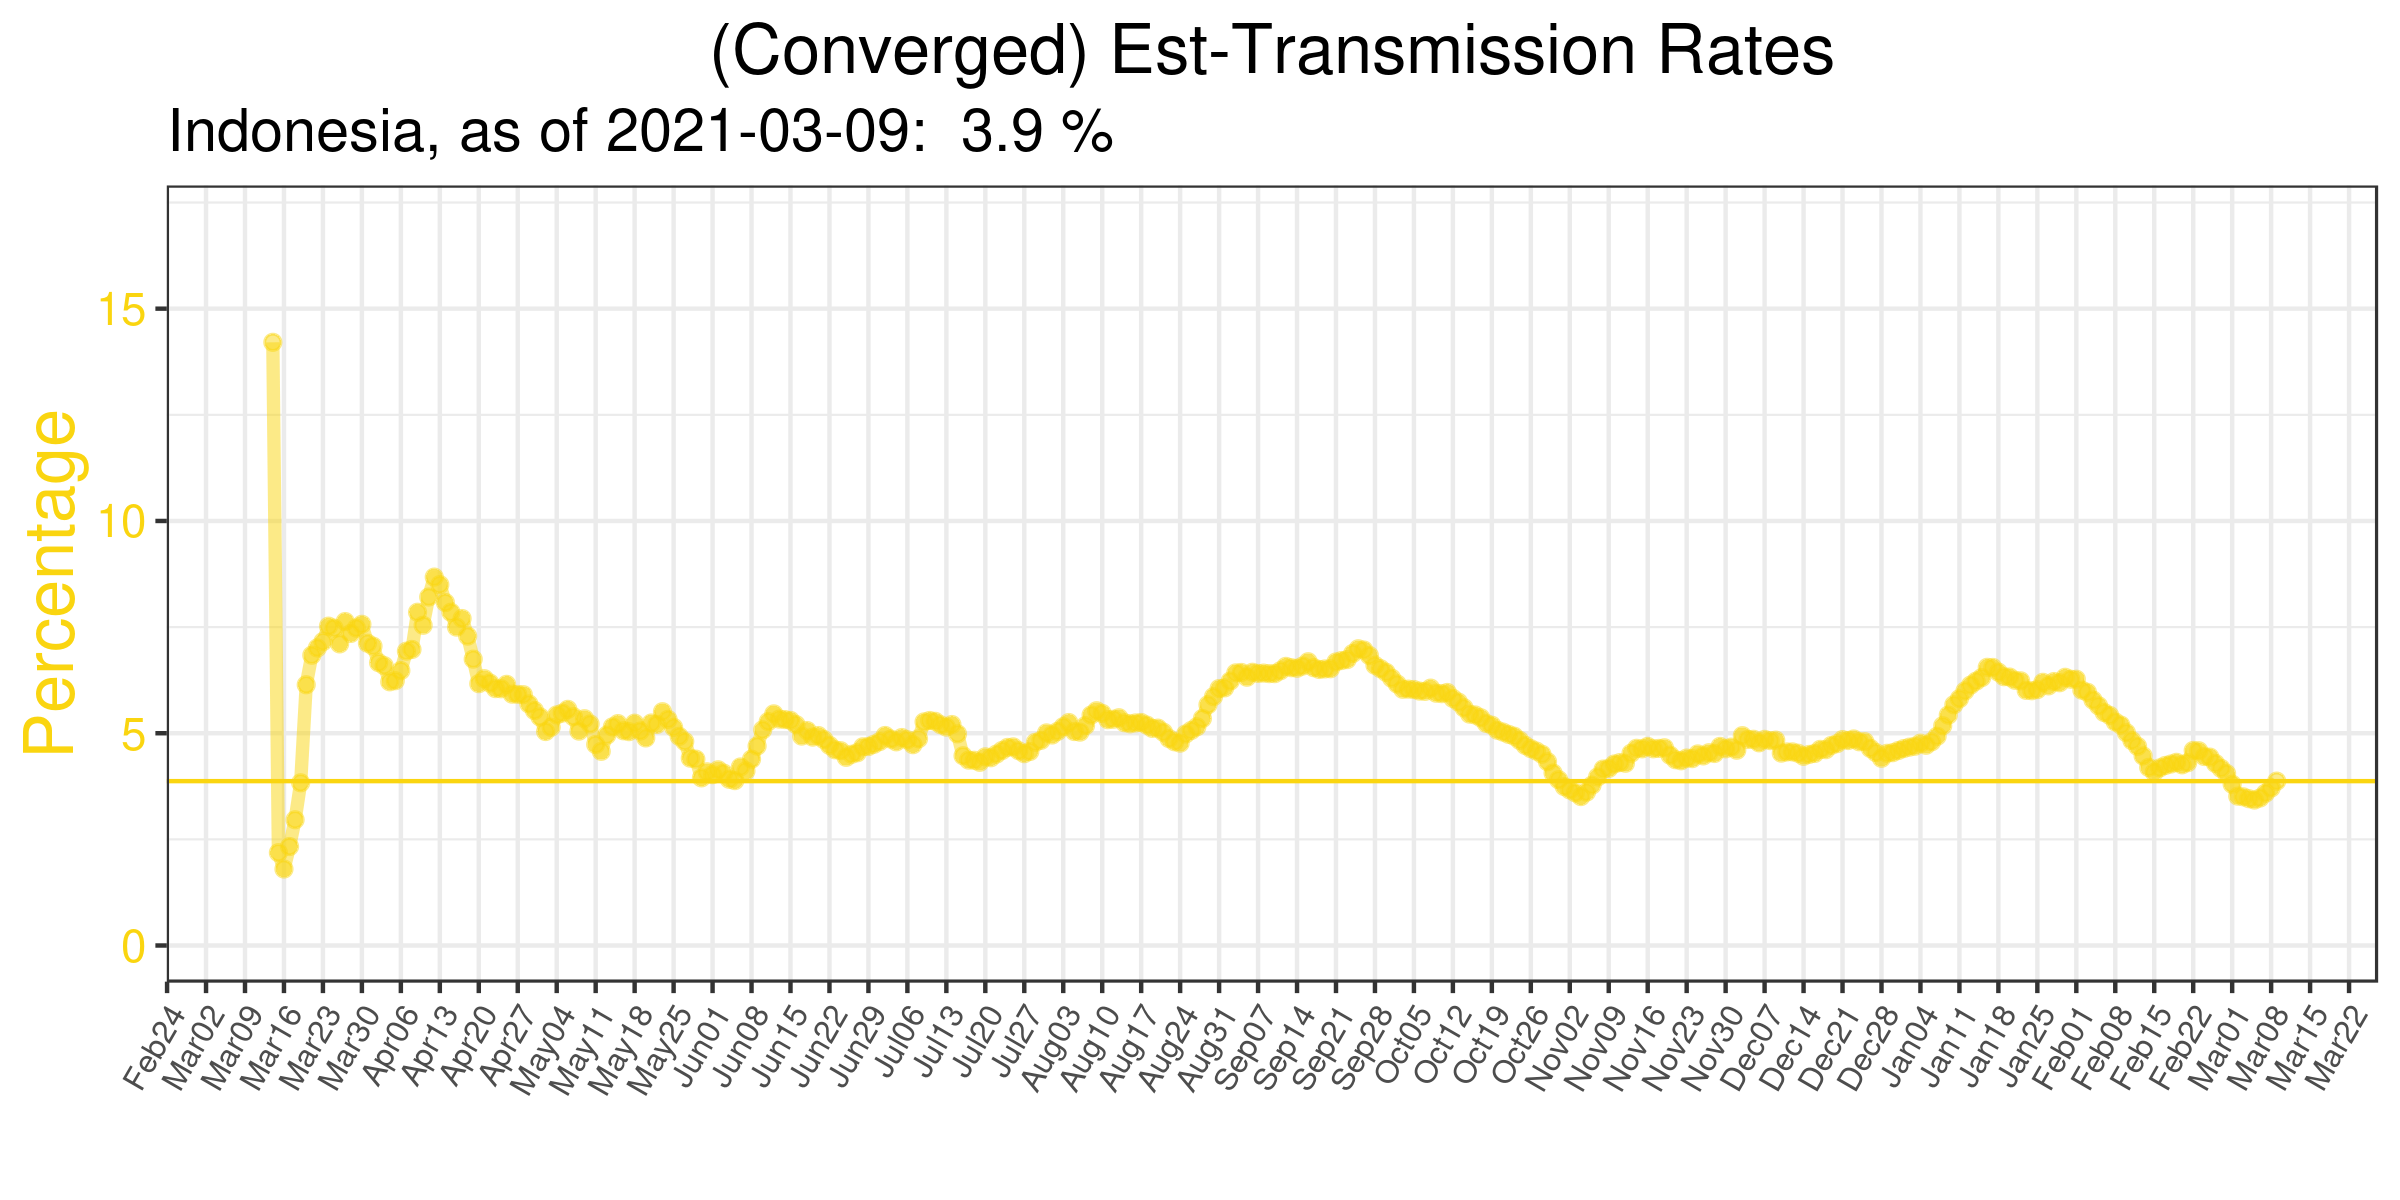 (Converged) Est-Transmission Rates
Indonesia, as of 2021-03-09:  3.9 %
Percentage
15
10
5
0
Feb24
Mar02
Mar09
Mar16
Mar23
Mar30
Apr06
Apr13
Apr20
Apr27
May04
May11
May18
May25
Jun01
Jun08
Jun15
Jun22
Jun29
Jul06
Jul13
Jul20
Jul27
Aug03
Aug10
Aug17
Aug24
Aug31
Sep07
Sep14
Sep21
Sep28
Oct05
Oct12
Oct19
Oct26
Nov02
Nov09
Nov16
Nov23
Nov30
Dec07
Dec14
Dec21
Dec28
Jan04
Jan11
Jan18
Jan25
Feb01
Feb08
Feb15
Feb22
Mar01
Mar08
Mar15
Mar22